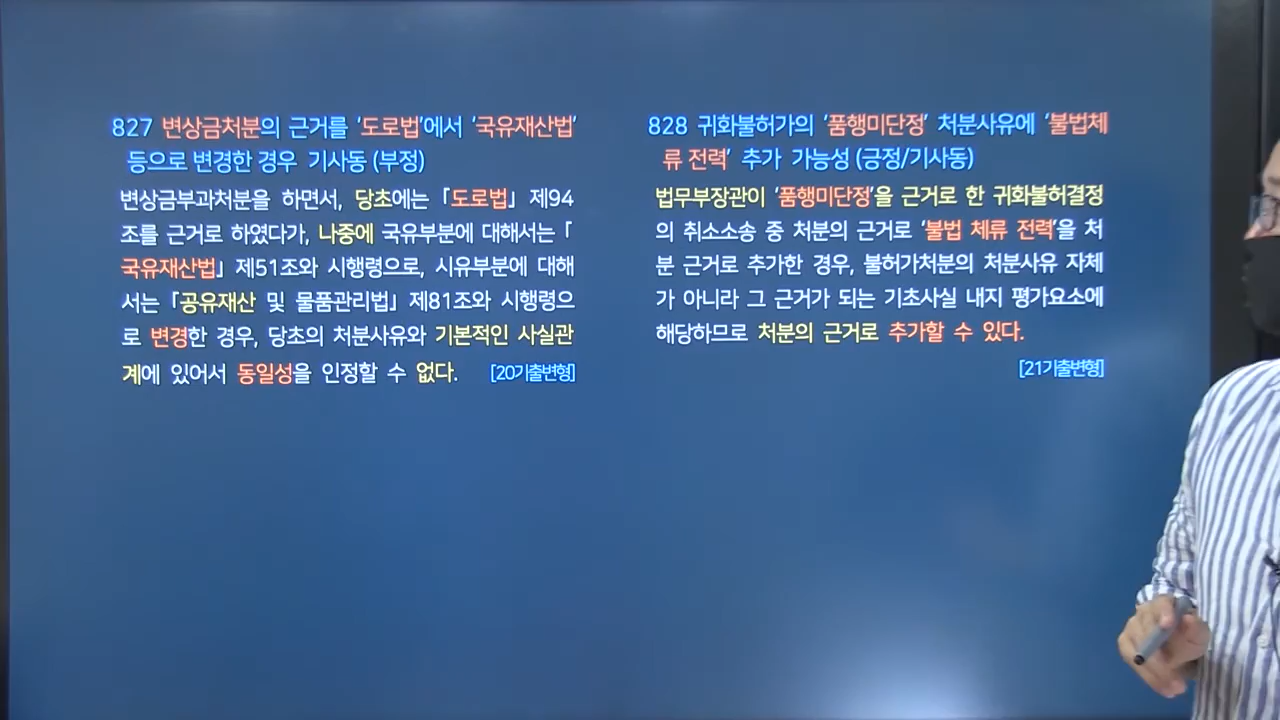 827 변상금처분의 근거를 '도로법'에서 '국유재산법'
등으로 변경한 경우 기사동 (부정)
변상금부과처분을 하면서, 당초에는 「도로법」 제94
조를 근거로 하였다가, 나중에 국유부분에 대해서는 「
국유재산법」 제51조와 시행령으로, 시유부분에 대해
서는 「공유재산 및 물품관리법」 제81조와 시행령으
로 변경한 경우, 당초의 처분사유와 기본적인 사실관
계에 있어서 동일성을 인정할 수 없다. [20기출변형]
828 귀화불허가의 '품행미단정' 처분사유에 '불법체
류 전력' 추가 가능성 (긍정/기사동)
법무부장관이 '품행미단정'을 근거로 한 귀화불허결정
의 취소소송 중 처분의 근거로 '불법 체류 전력'을 처
분 근거로 추가한 경우, 불허가처분의 처분사유 자체
가 아니라 그 근거가 되는 기초사실 내지 평가요소에
해당하므로 처분의 근거로 추가할 수 있다.
[21기출변형]